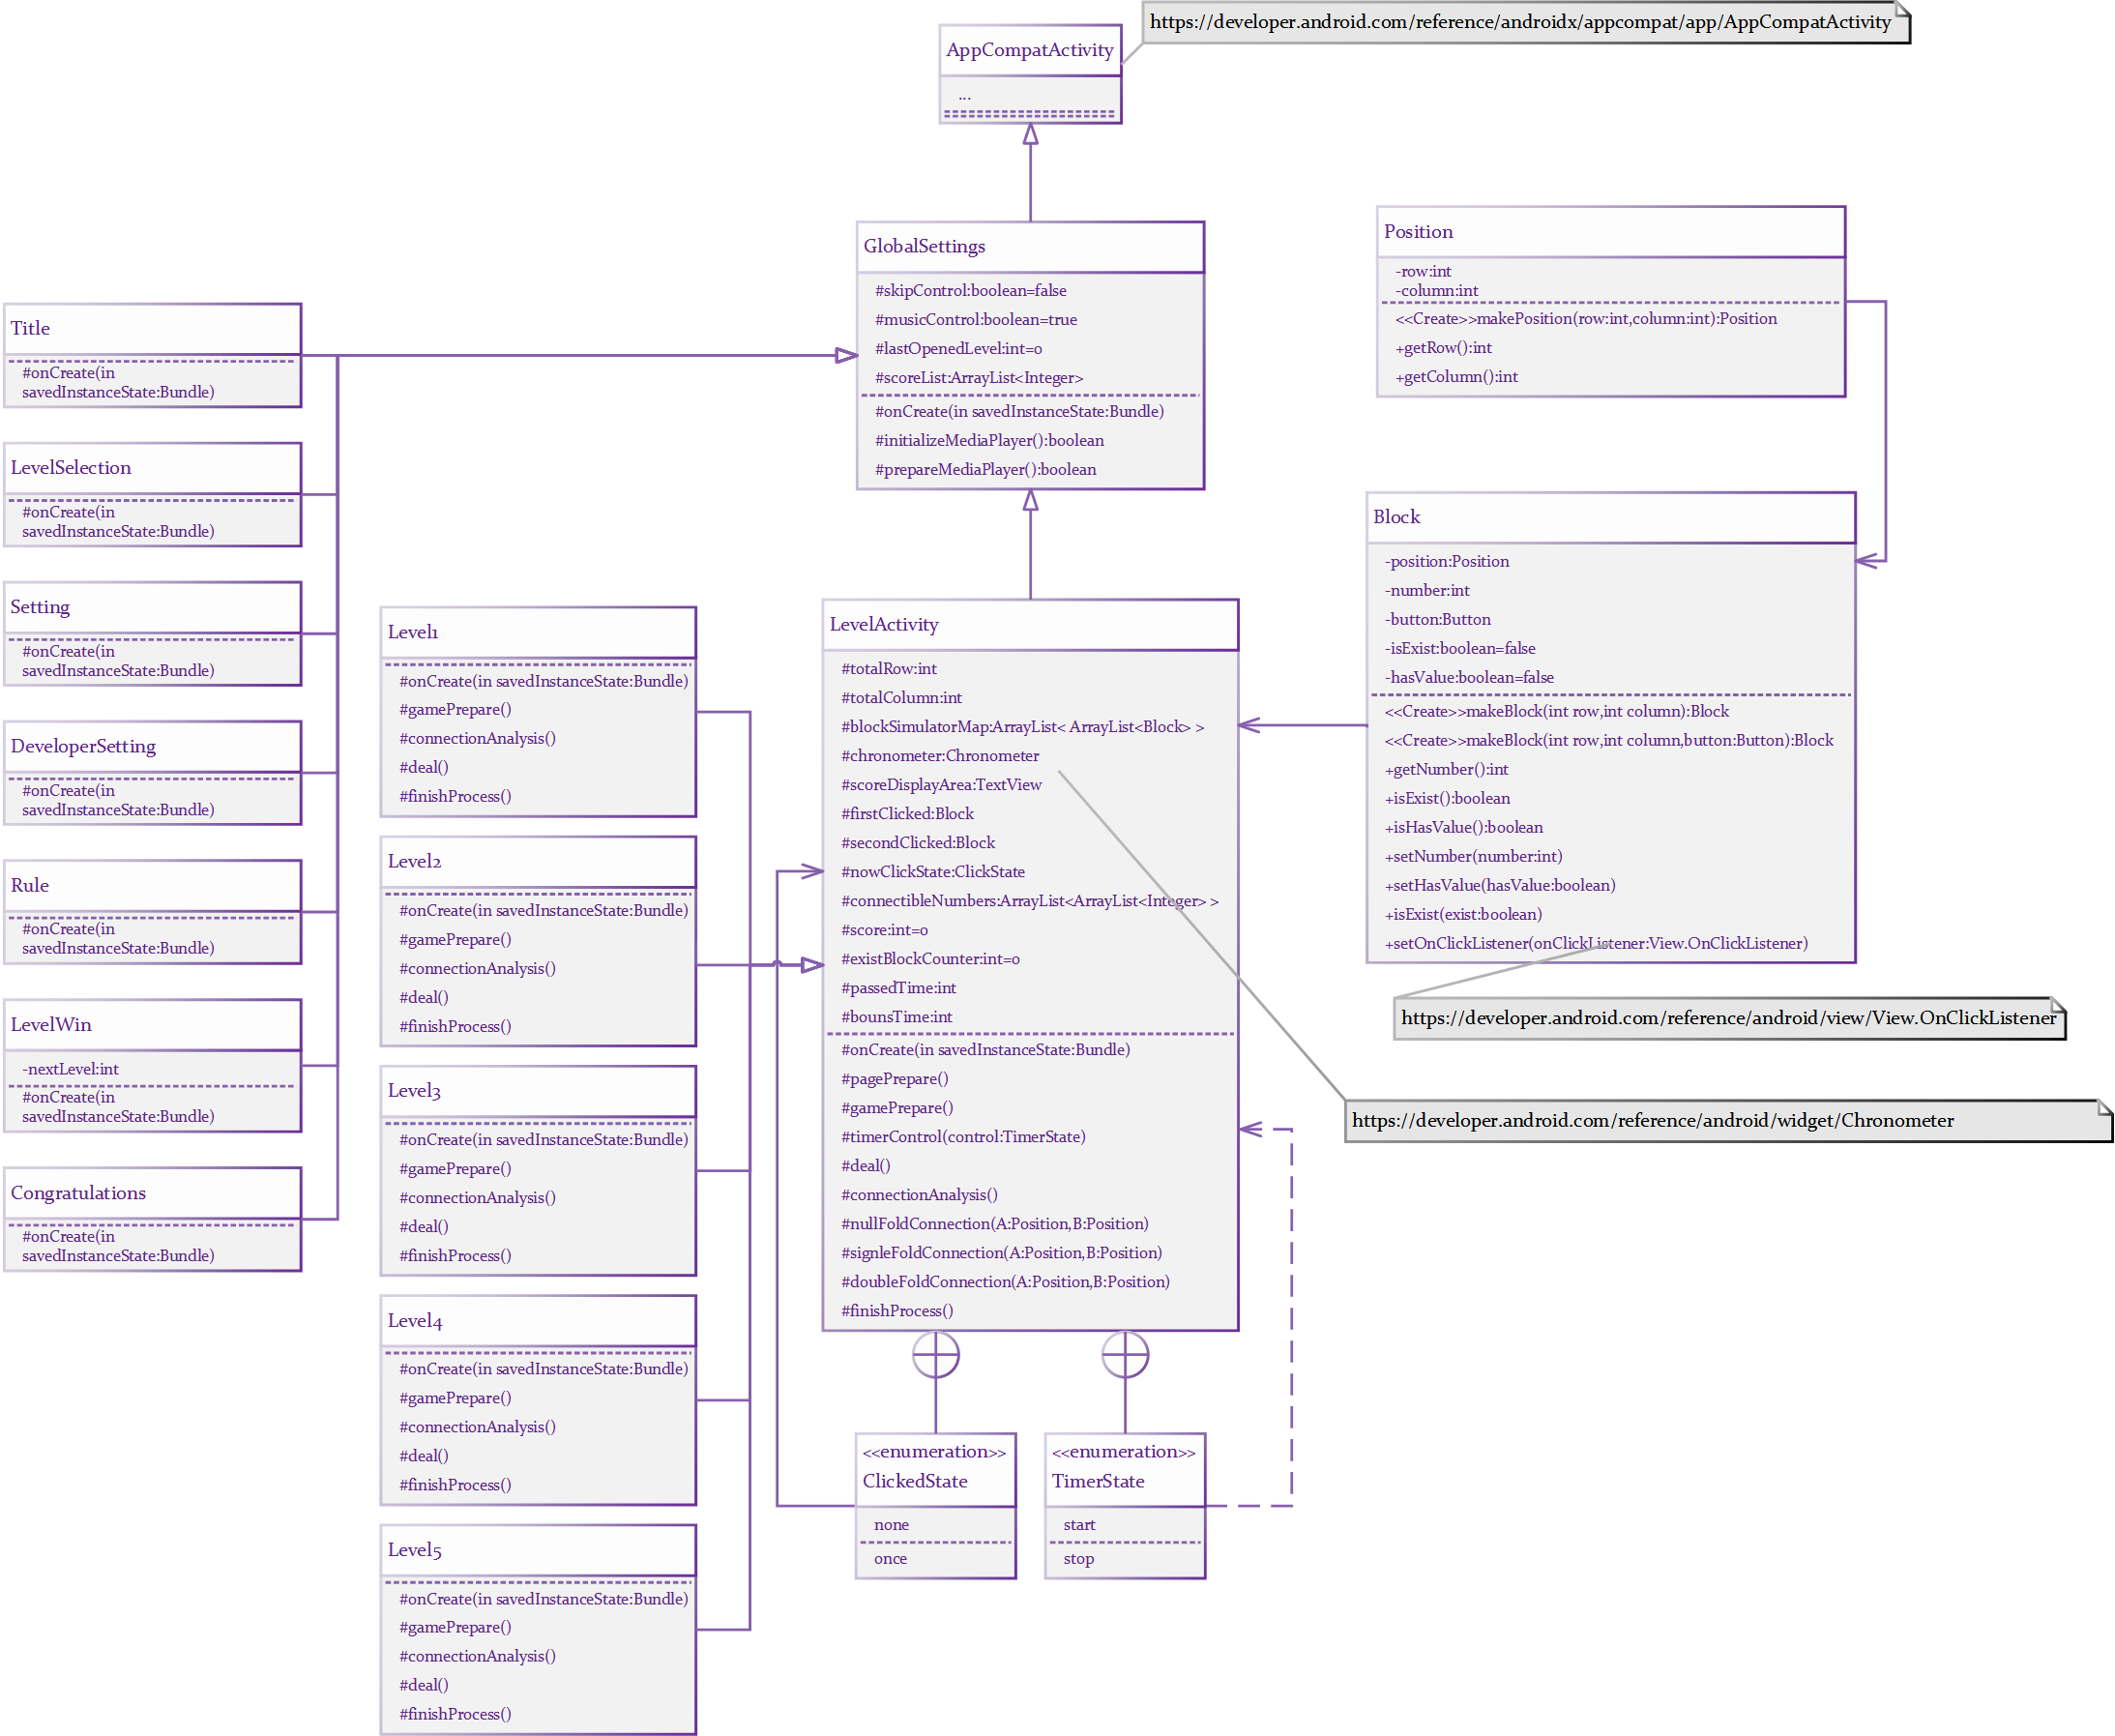 https://developer.android.com/reference/androidx/appcompat/app/AppCompatActivity
AppCompatActivity
...
GlobalSettings
#skipControl:boolean=false
#musicControl:boolean=true
#lastOpenedLevel:int=0
#scoreList:ArrayList<Integer>
#onCreate(in savedInstanceState:Bundle)
#initializeMediaPlayer():boolean
#prepareMediaPlayer():boolean
Position
-row:int
-column:int
<<Create>>makePosition(row:int,column:int):Position
+getRow():int
+getColumn():int
Title
#onCreate(in
savedInstanceState:Bundle)
LevelSelection
#onCreate(in
savedInstanceState:Bundle)
Setting
#onCreate(in
savedInstanceState:Bundle)
DeveloperSetting
#onCreate(in
savedInstanceState:Bundle)
Rule
#onCreate(in
savedInstanceState:Bundle)
LevelWin
-nextLevel:int
#onCreate(in
savedInstanceState:Bundle)
Congratulations
#onCreate(in
savedInstanceState:Bundle)
Level1
#onCreate(in savedInstanceState:Bundle)
#gamePrepare()
#connectionAnalysis()
#deal()
#finishProcess()
Level2
#onCreate(in savedInstanceState:Bundle)
#gamePrepare()
#connectionAnalysis()
#deal()
#finishProcess()
Level3
#onCreate(in savedInstanceState:Bundle)
#gamePrepare()
#connectionAnalysis()
#deal()
#finishProcess()
Level4
#onCreate(in savedInstanceState:Bundle)
#gamePrepare()
#connectionAnalysis()
#deal()
#finishProcess()
Level5
#onCreate(in savedInstanceState:Bundle)
#gamePrepare()
#connectionAnalysis()
#deal()
#finishProcess()
LevelActivity
#totalRow:int
#totalColumn:int
#blockSimulatorMap:ArrayList< ArrayList<Block> >
#chronometer:Chronometer
#scoreDisplayArea:TextView
#firstClicked:Block
#secondClicked:Block
#nowClickState:ClickState
#connectibleNumbers:ArrayList<ArrayList<Integer> >
#score:int=0
#existBlockCounter:int=0
#passedTime:int
#bounsTime:int
#onCreate(in savedInstanceState:Bundle)
#pagePrepare()
#gamePrepare()
#timerControl(control:TimerState)
#deal()
#connectionAnalysis()
#nullFoldConnection(A:Position,B:Position)
#signleFoldConnection(A:Position,B:Position)
#doubleFoldConnection(A:Position,B:Position)
#finishProcess()
Block
-position:Position
-number:int
-button:Button
-isExist:boolean=false
-hasValue:boolean=false
<<Create>>makeBlock(int row,int column):Block
<<Create>>makeBlock(int row,int column,button:Button):Block
+getNumber():int
+isExist():boolean
+isHasValue():boolean
+setNumber(number:int)
+setHasValue(hasValue:boolean)
+isExist(exist:boolean)
+setOnClickListener(onClickListener:View.OnClickListener)
https://developer.android.com/reference/android/view/View.OnClickListener
https://developer.android.com/reference/android/widget/Chronometer
<<enumeration>>
ClickedState
none
once
<<enumeration>>
TimerState
start
stop